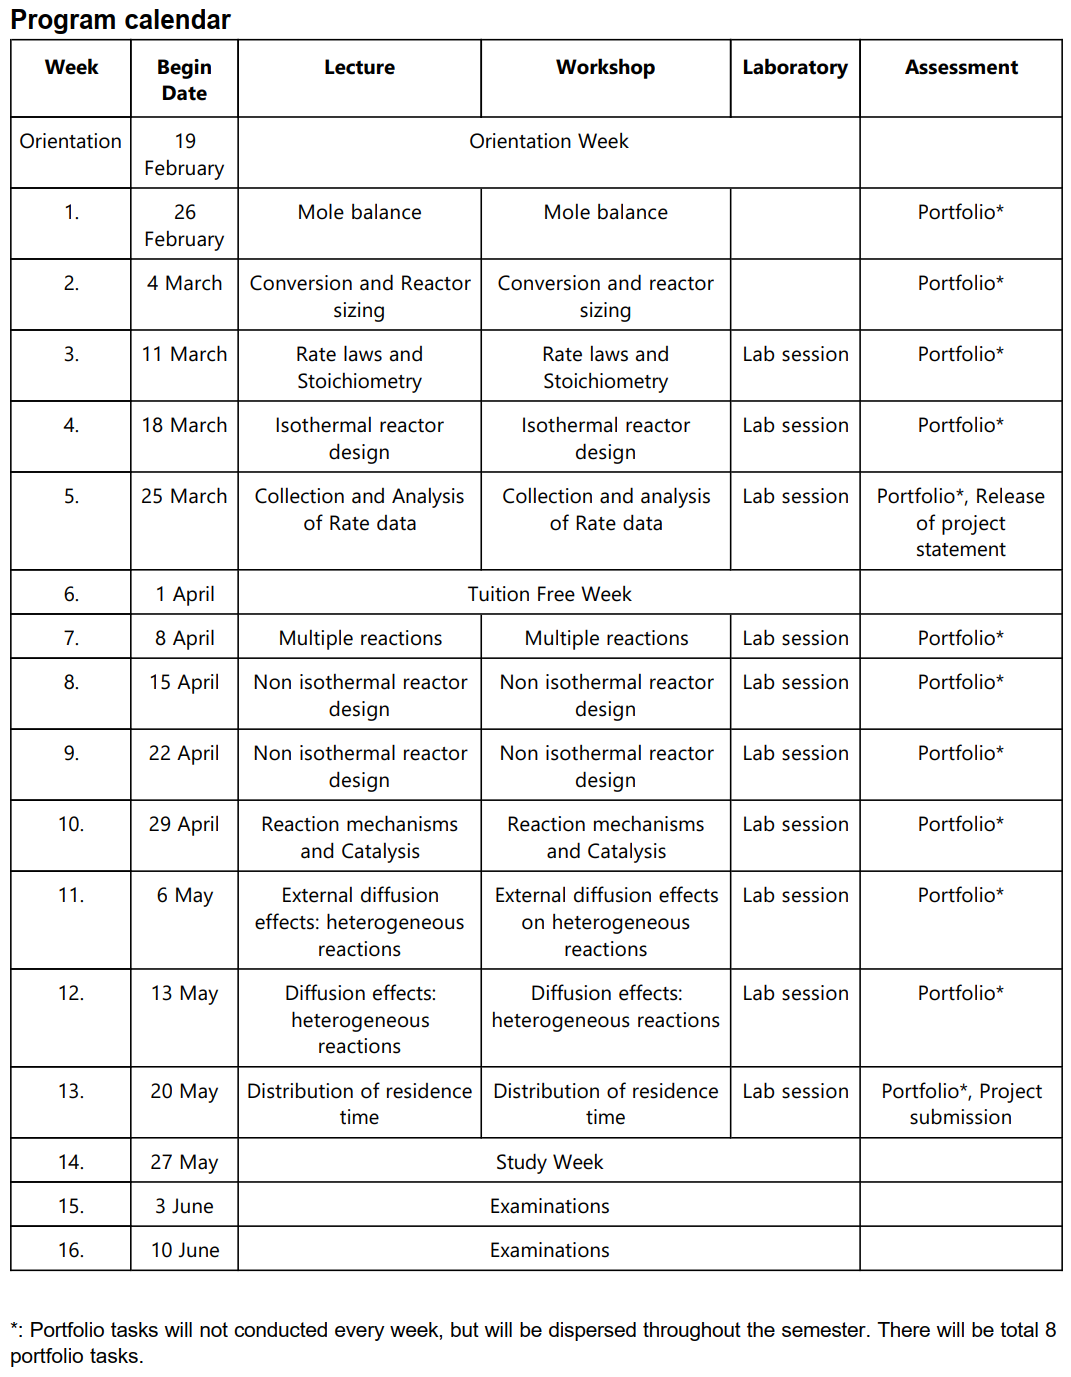 Program calendar
Week Begin Date Lecture Workshop Laboratory Assessment
Orientation 19 February Orientation Week
1. 26 February Mole balance Mole balance Portfolio*
2. 4 March Conversion and Reactor sizing Conversion and reactor sizing Portfolio*
3. 11 March Rate laws and Stoichiometry Rate laws and Stoichiometry Lab session Portfolio*
4. 18 March Isothermal reactor design Isothermal reactor design Lab session Portfolio*
5. 25 March Collection and Analysis of Rate data Collection and analysis of Rate data Lab session Portfolio*, Release of project statement
6. 1 April Tuition Free Week
7. 8 April Multiple reactions Multiple reactions Lab session Portfolio*
8. 15 April Non isothermal reactor design Non isothermal reactor design Lab session Portfolio*
9. 22 April Non isothermal reactor design Non isothermal reactor design Lab session Portfolio*
10. 29 April Reaction mechanisms and Catalysis Reaction mechanisms and Catalysis Lab session Portfolio*
11. 6 May External diffusion effects: heterogeneous reactions External diffusion effects on heterogeneous reactions Lab session Portfolio*
12. 13 May Diffusion effects: heterogeneous reactions Diffusion effects: heterogeneous reactions Lab session Portfolio*
13. 20 May Distribution of residence time Distribution of residence time Lab session Portfolio*, Project submission
14. 27 May Study Week
15. 3 June Examinations
16. 10 June Examinations
*: Portfolio tasks will not conducted every week, but will be dispersed throughout the semester. There will be total 8
portfolio tasks.